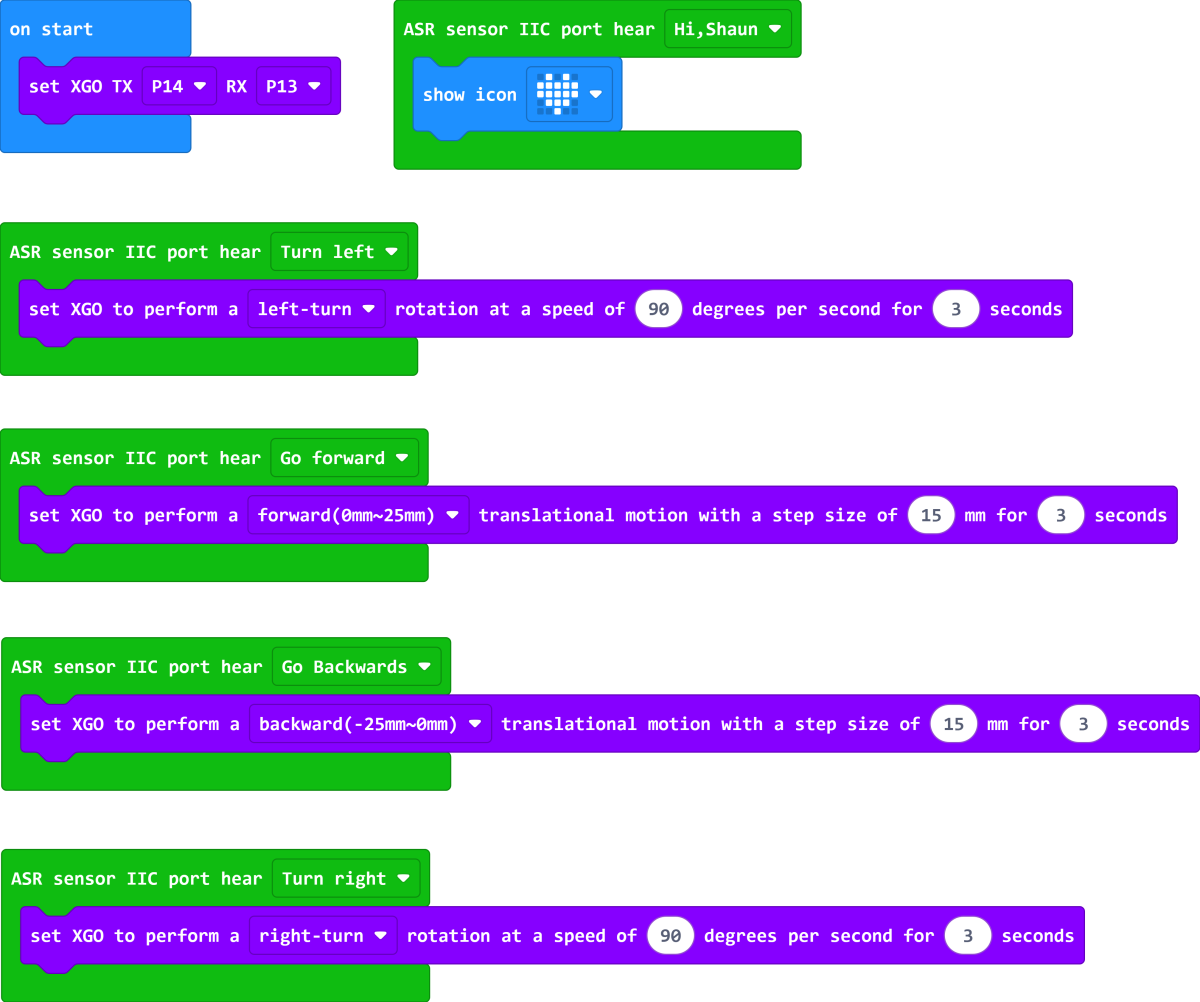 on start
set XGO TX P14 RX P13
ASR sensor IIC port hear Hi,Shaun
show icon
ASR sensor IIC port hear Turn left
set XGO to perform a left-turn rotation at a speed of 90 degrees per second for 3 seconds
ASR sensor IIC port hear Go forward
set XGO to perform a forward(0mm~25mm) translational motion with a step size of 15 mm for 3 seconds
ASR sensor IIC port hear Go Backwards
set XGO to perform a backward(-25mm~0mm) translational motion with a step size of 15 mm for 3 seconds
ASR sensor IIC port hear Turn right
set XGO to perform a right-turn rotation at a speed of 90 degrees per second for 3 seconds